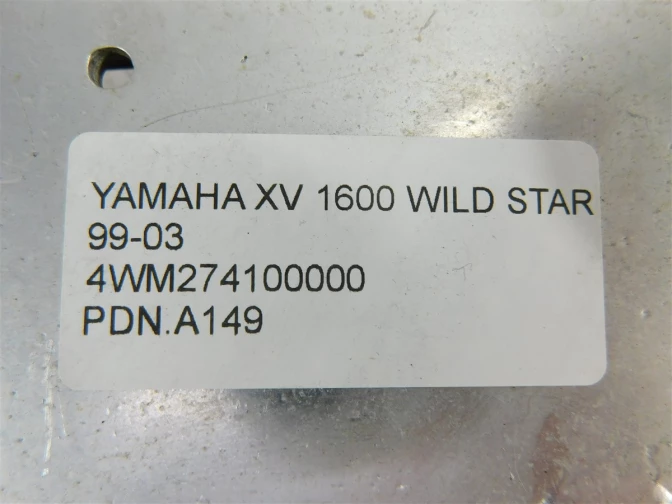 YAMAHA XV 1600 WILD STAR
99-03
4WM274100000
PDN.A149